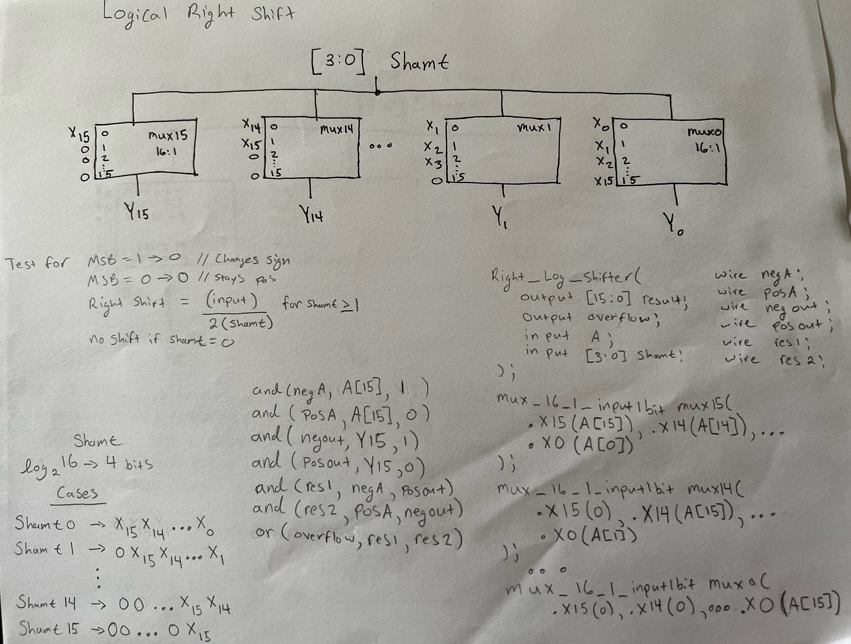 Logical Right Shift
[3:0] Shamt
X15 0 mux15
0 1 16:1
0 2
0 15
Y15
X14 0 mux14
X15 1
0 2
0 15
Y14
...
X1 0 mux1
X2 1
X3 2
0 15
Y1
X0 0 mux0
X1 1 16:1
X2 2
X15 15
Y0
Test for MSB = 1 → 0 // Changes sign
MSB = 0 → 0 // stays pos
Right Shift = (input) / 2(shamt) for shamt ≥ 1
no shift if shamt = 0
Right_Log_Shifter(
output [15:0] result;
output overflow;
input A;
input [3:0] Shamt;
);
wire negA;
wire posA;
wire neg out;
wire pos out;
wire res1;
wire res2;
and(negA, A[15], 1)
and(posA, A[15], 0)
and(negout, Y15, 1)
and(Posout, Y15, 0)
and(res1, negA, Posout)
and(res2, posA, negout)
or(overflow, res1, res2)
Shamt
log₂16 → 4 bits
Cases
Shamt 0 → X15 X14 ... X0
Shamt 1 → 0 X15 X14 ... X1
⋮
Shamt 14 → 00 ... X15 X14
Shamt 15 → 00 ... 0 X15
mux_16_1_input1bit mux15(
.X15(A[15]), .X14(A[14]), ...
.X0 (A[0])
);
mux_16_1_input1bit mux14(
.X15(0), .X14(A[15]), ...
.X0(A[1])
);
...
mux_16_1_input1bit mux0(
.X15(0), .X14(0), ... .X0(A[15])